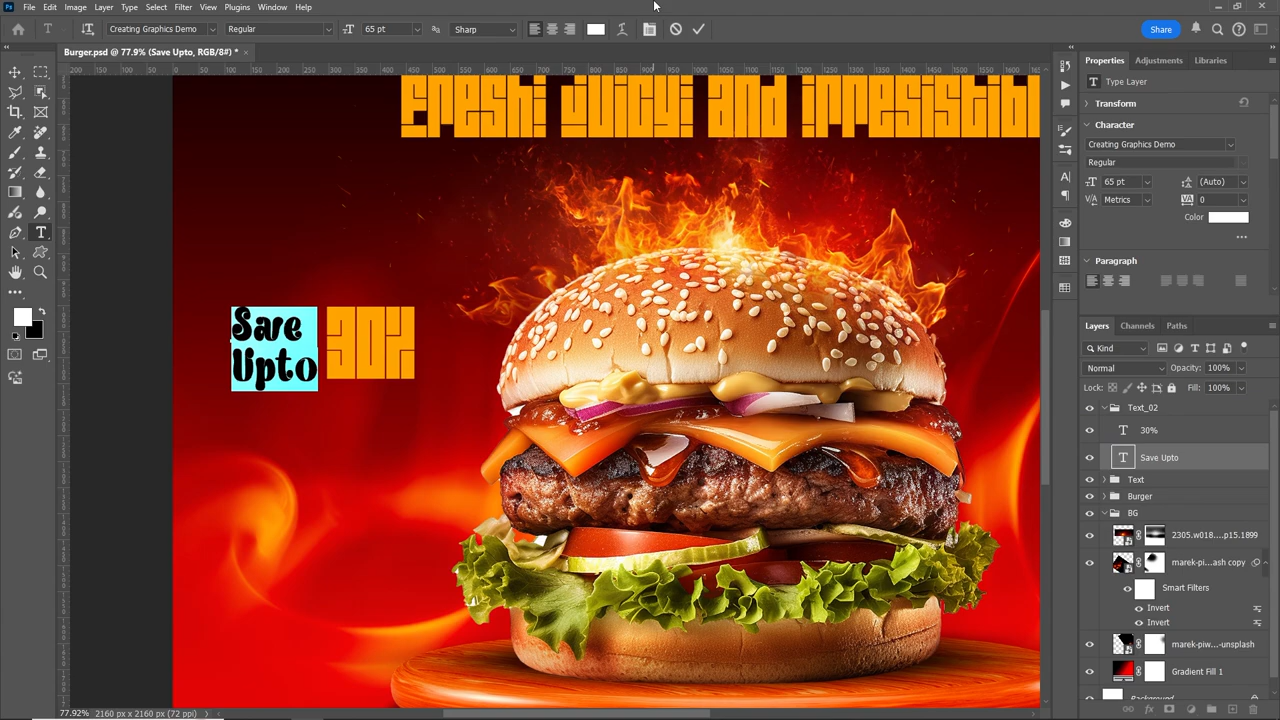 Ps File Edit Image Layer Type Select Filter View Plugins Window Help
T Creating Graphics Demo Regular 65 pt Sharp Share
Burger.psd @ 77.9% (Save Upto, RGB/8#) *
Fresh! Juicy! and irresistibl
Save
Upto
30%
Properties Adjustments Libraries
T Type Layer
Transform
Character
Creating Graphics Demo
Regular
65 pt (Auto)
Metrics 0
Color
Paragraph
Layers Channels Paths
Kind
Normal Opacity: 100%
Lock: Fill: 100%
Text_02
T 30%
T Save Upto
Text
Burger
BG
2305.w018....p15.1899
marek-pi...ash copy
Smart Filters
Invert
Invert
marek-piw...-unsplash
Gradient Fill 1
Background
77.92% 2160 px x 2160 px (72 ppi)